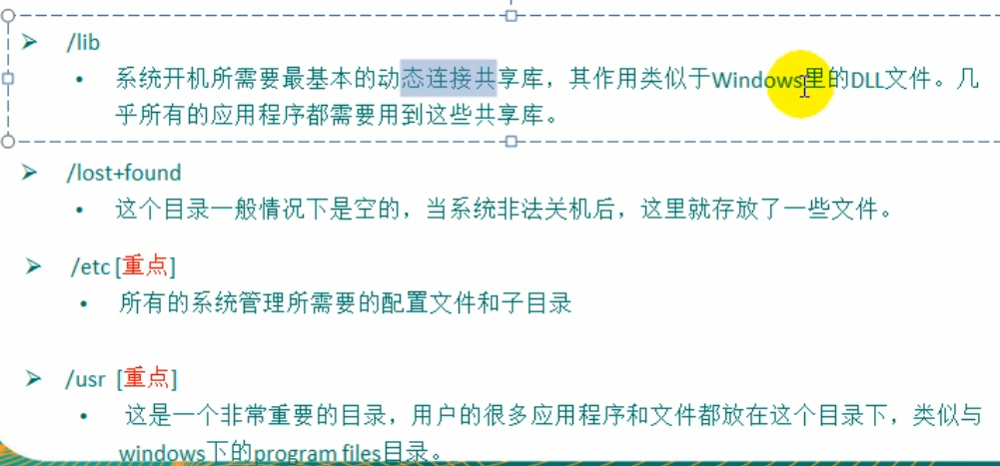 /lib
系统开机所需要最基本的动态连接共享库，其作用类似于Windows里的DLL文件。几
乎所有的应用程序都需要用到这些共享库。
/lost+found
这个目录一般情况下是空的，当系统非法关机后，这里就存放了一些文件。
/etc [重点]
所有的系统管理所需要的配置文件和子目录
/usr [重点]
这是一个非常重要的目录，用户的很多应用程序和文件都放在这个目录下，类似与
windows下的program files目录。